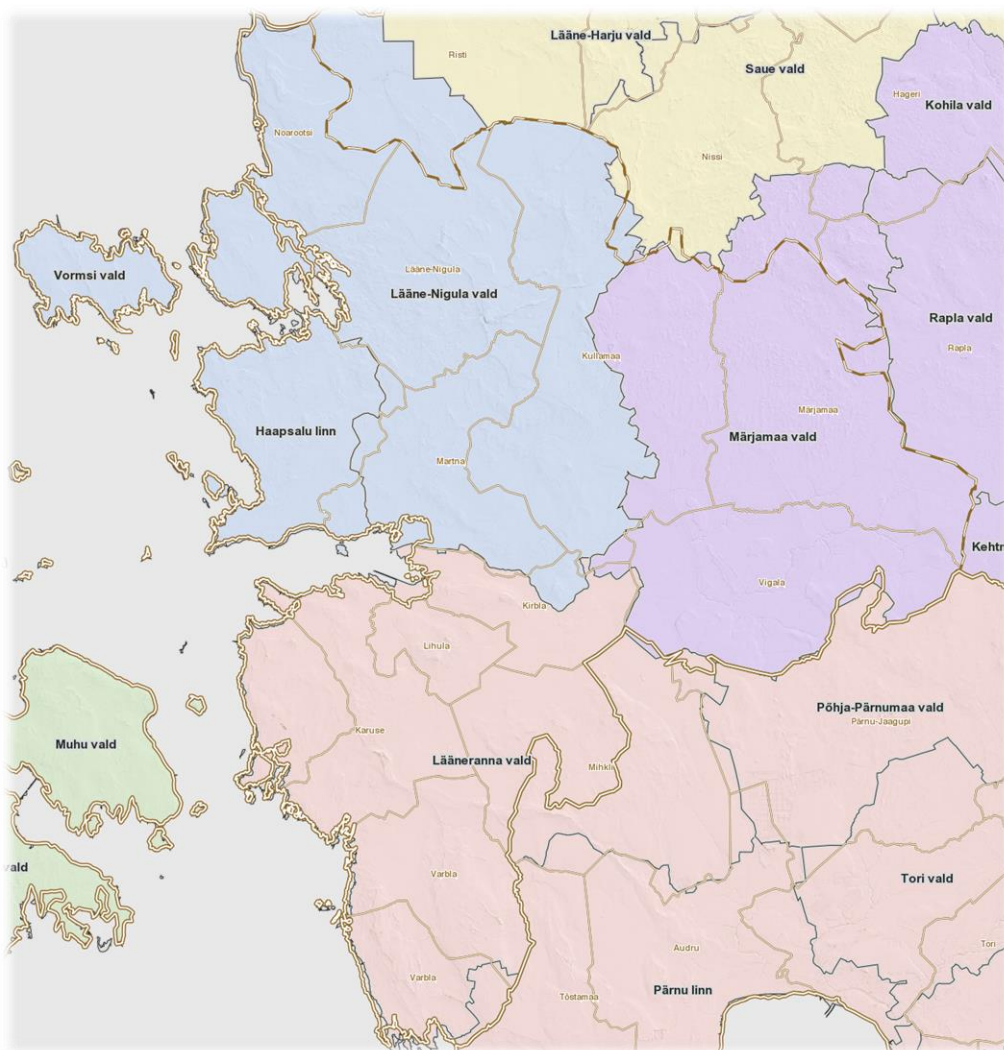 Lääne-Harju vald
Risti
Saue vald
Hageri
Kohila vald
Noarootsi
Nissi
Vormsi vald
Lääne-Nigula
Lääne-Nigula vald
Rapla vald
Rapla
Kullamaa
Märjamaa
Haapsalu linn
Märjamaa vald
Martna
Kehtn
Vigala
Kirbla
Lihula
Põhja-Pärnumaa vald
Pärnu-Jaagupi
Karuse
Muhu vald
Lääneranna vald
Mihkli
vald
Varbla
Tori vald
Audru
Tori
Varbla
Pärnu linn
Tõstamaa